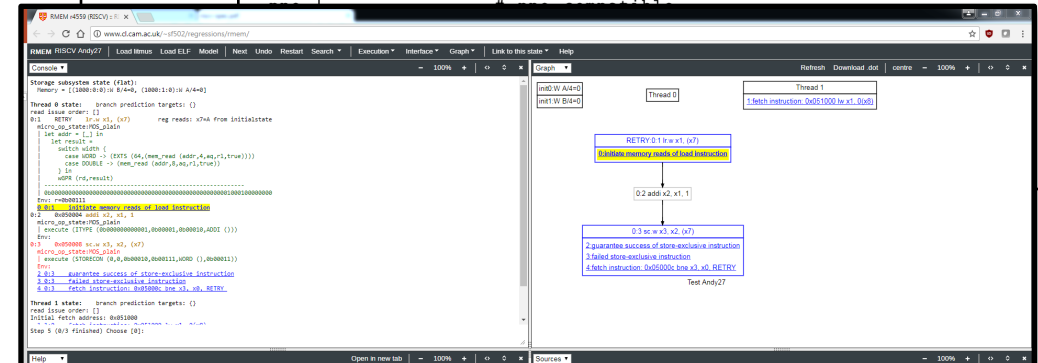 # rmc compatible
RMEM r4559 (RISCV) :: R
www.cl.cam.ac.uk/~sf502/regressions/rmem/
RMEM RISCV Andy27 Load litmus Load ELF Model Next Undo Restart Search Execution Interface Graph Link to this state Help
Console - 100% +
Storage subsystem state (flat):
Memory = [(1000:0:0):W B/4=0, (1000:1:0):W A/4=0]
Thread 0 state: branch prediction targets: {}
read issue order: []
0:1 RETRY lr.w x1, (x7) reg reads: x7=A from initialstate
micro_op_state:MOS_plain
| let addr = [_] in
| let result =
| switch width {
| case WORD -> (EXTS (64,(mem_read (addr,4,aq,rl,true))))
| case DOUBLE -> (mem_read (addr,8,aq,rl,true))
| } in
| wGPR (rd,result)
Env: r=0b00111
0 0:1 initiate memory reads of load instruction
0:2 0x050004 addi x2, x1, 1
micro_op_state:MOS_plain
| execute (ITYPE (0b000000000001,0b00001,0b00010,ADDI ()))
Env:
0:3 0x050008 sc.w x3, x2, (x7)
micro_op_state:MOS_plain
| execute (STORECON (0,0,0b00010,0b00111,WORD (),0b00011))
Env:
2 0:3 guarantee success of store-exclusive instruction
3 0:3 failed store-exclusive instruction
4 0:3 fetch instruction: 0x05000c bne x3, x0, RETRY
Thread 1 state: branch prediction targets: {}
read issue order: []
Initial fetch address: 0x051000
Step 5 (0/3 finished) Choose [0]:
Help Open in new tab - 100% +
Graph Refresh Download .dot centre - 100% +
init0:W A/4=0
init1:W B/4=0
Thread 0
Thread 1
1:fetch instruction: 0x051000 lw x1, 0(x8)
RETRY:0:1 lr.w x1, (x7)
0:initiate memory reads of load instruction
0:2 addi x2, x1, 1
0:3 sc.w x3, x2, (x7)
2:guarantee success of store-exclusive instruction
3:failed store-exclusive instruction
4:fetch instruction: 0x05000c bne x3, x0, RETRY
Test Andy27
Sources - 100% +